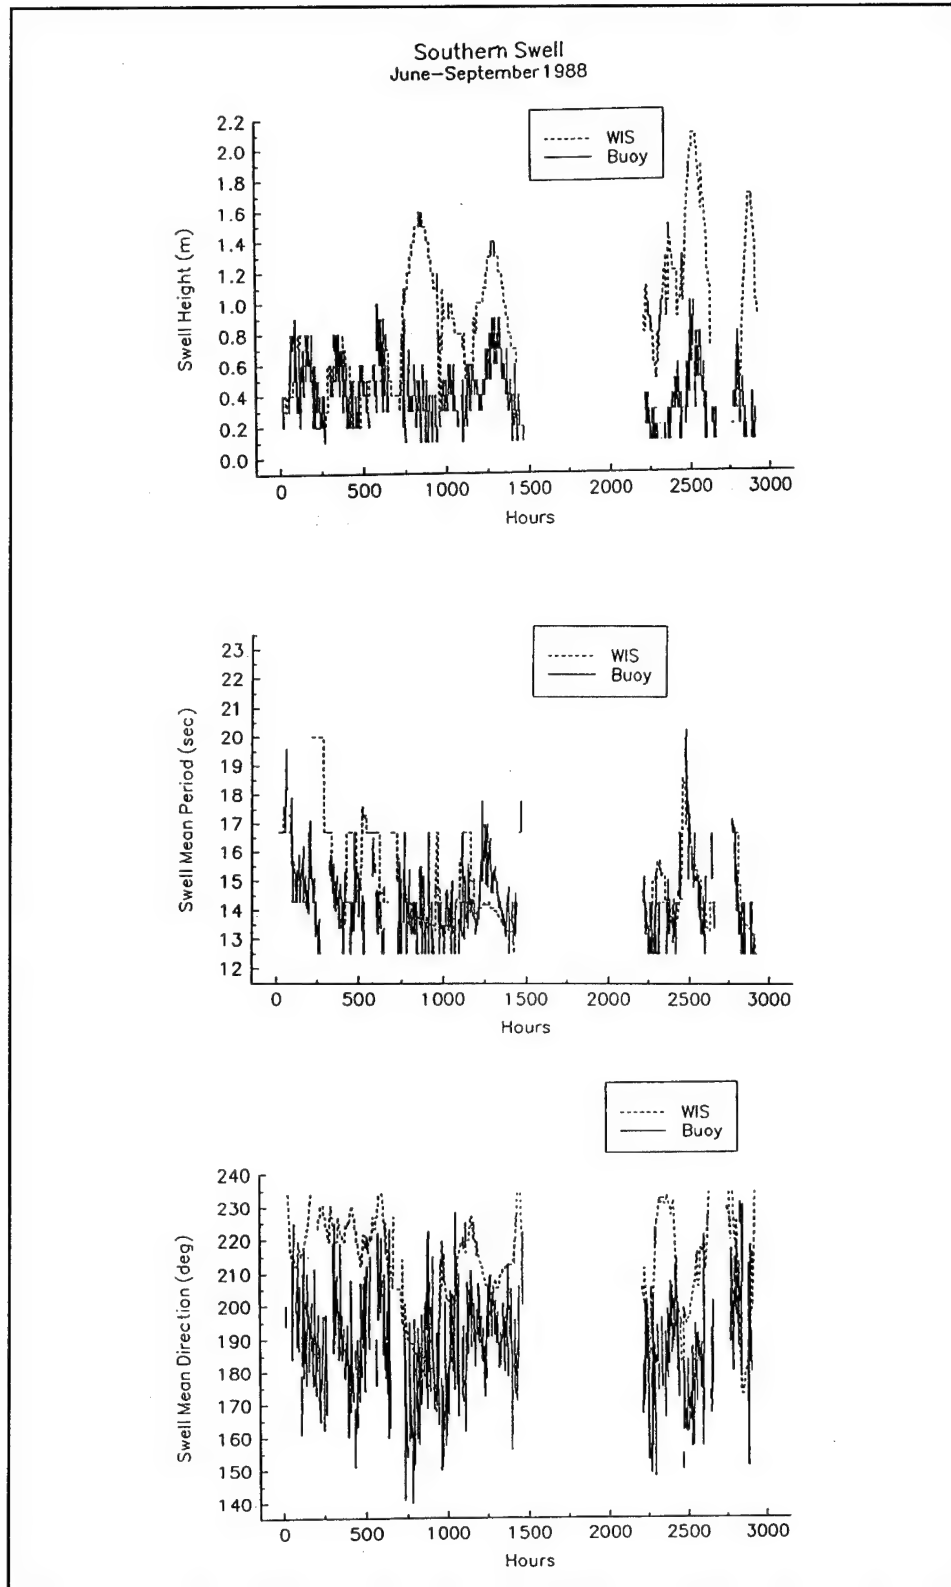 Southern Swell
June-September 1988
WIS
Buoy
2.2
2.0
1.8
1.6
1.4
1.2
1.0
0.8
0.6
0.4
0.2
0.0
Swell Height (m)
0 500 1000 1500 2000 2500 3000
Hours
WIS
Buoy
23
22
21
20
19
18
17
16
15
14
13
12
Swell Mean Period (sec)
0 500 1000 1500 2000 2500 3000
Hours
WIS
Buoy
240
230
220
210
200
190
180
170
160
150
140
Swell Mean Direction (deg)
0 500 1000 1500 2000 2500 3000
Hours